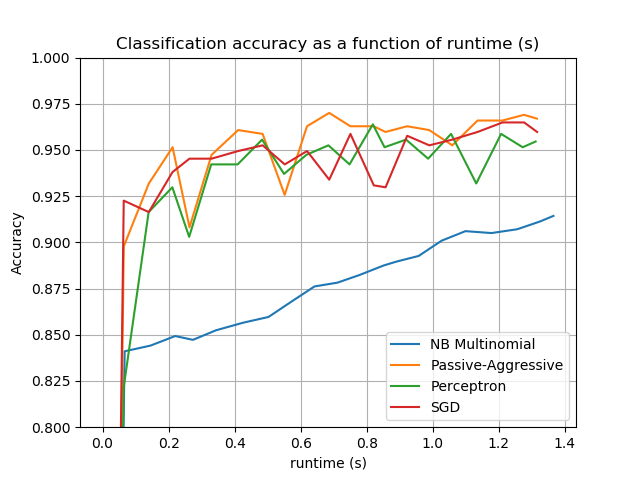 Classification accuracy as a function of runtime (s)
1.000
0.975
0.950
0.925
0.900
0.875
0.850
0.825
0.800
Accuracy
NB Multinomial
Passive-Aggressive
Perceptron
SGD
0.0 0.2 0.4 0.6 0.8 1.0 1.2 1.4
runtime (s)